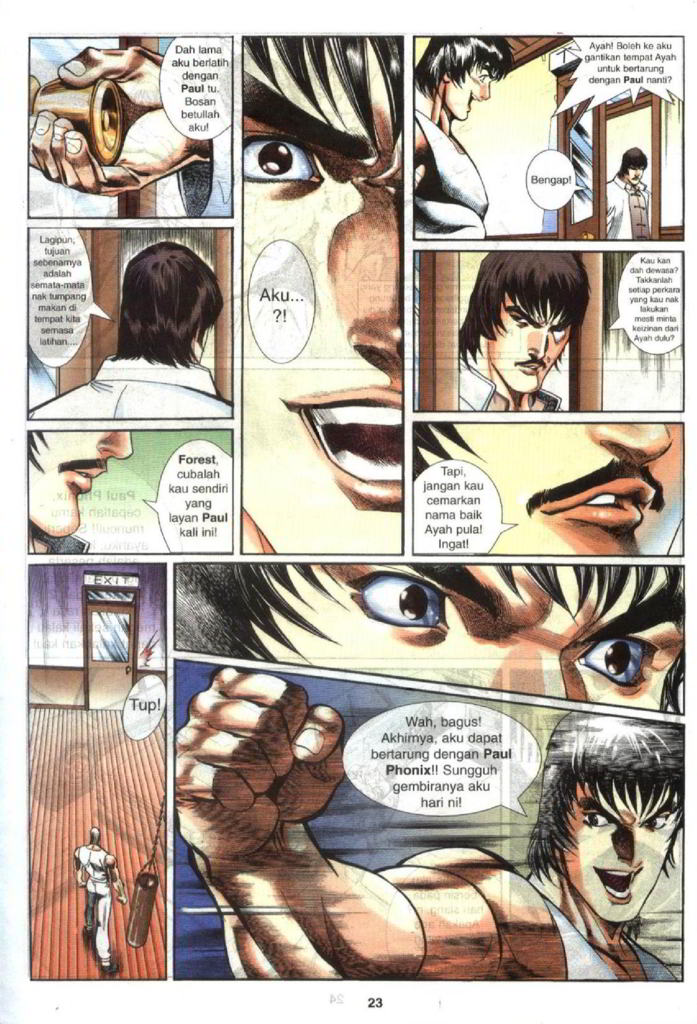 Dah lama
aku berlatih
dengan
Paul tu.
Bosan
betullah
aku!
Lagipun,
tujuan
sebenarnya
adalah
semata-mata
nak tumpang
makan di
tempat kita
semasa
latihan....
Forest,
cubalah
kau sendiri
yang
layan Paul
kali ini!
Aku...
?!
Ayah! Boleh ke aku
gantikan tempat Ayah
untuk bertarung
dengan Paul nanti?
Bengap!
Kau kan
dah dewasa?
Takkanlah
setiap perkara
yang kau nak
lakukan
mesti minta
keizinan dari
Ayah dulu?
Tapi,
jangan kau
cemarkan
nama baik
Ayah pula!
Ingat!
EXIT
Tup!
Wah, bagus!
Akhirnya, aku dapat
bertarung dengan Paul
Phonix!! Sungguh
gembiranya aku
hari ni!
23